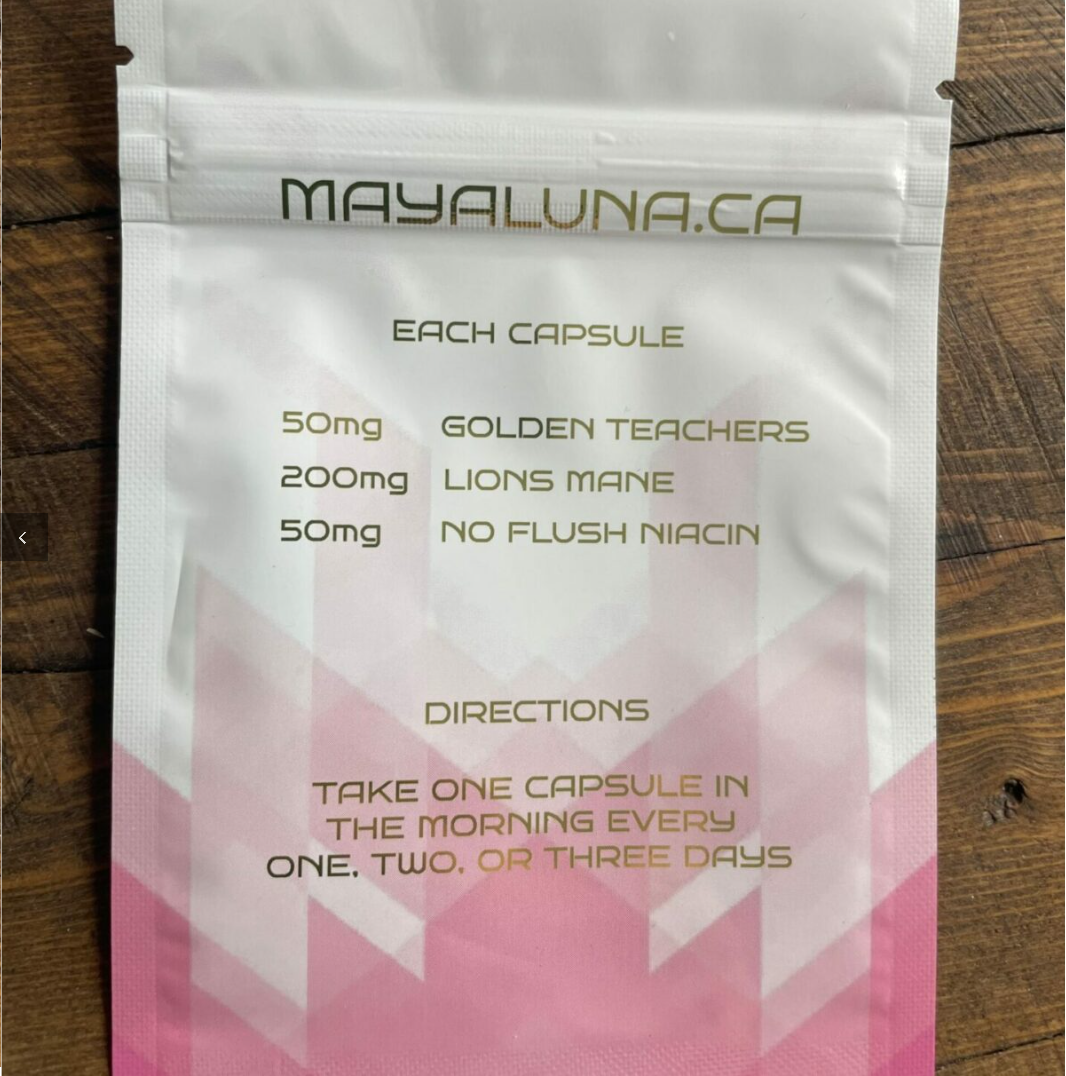 MAYALUNA.CA
EACH CAPSULE
50mg GOLDEN TEACHERS
200mg LIONS MANE
50mg NO FLUSH NIACIN
DIRECTIONS
TAKE ONE CAPSULE IN
THE MORNING EVERY
ONE, TWO, OR THREE DAYS